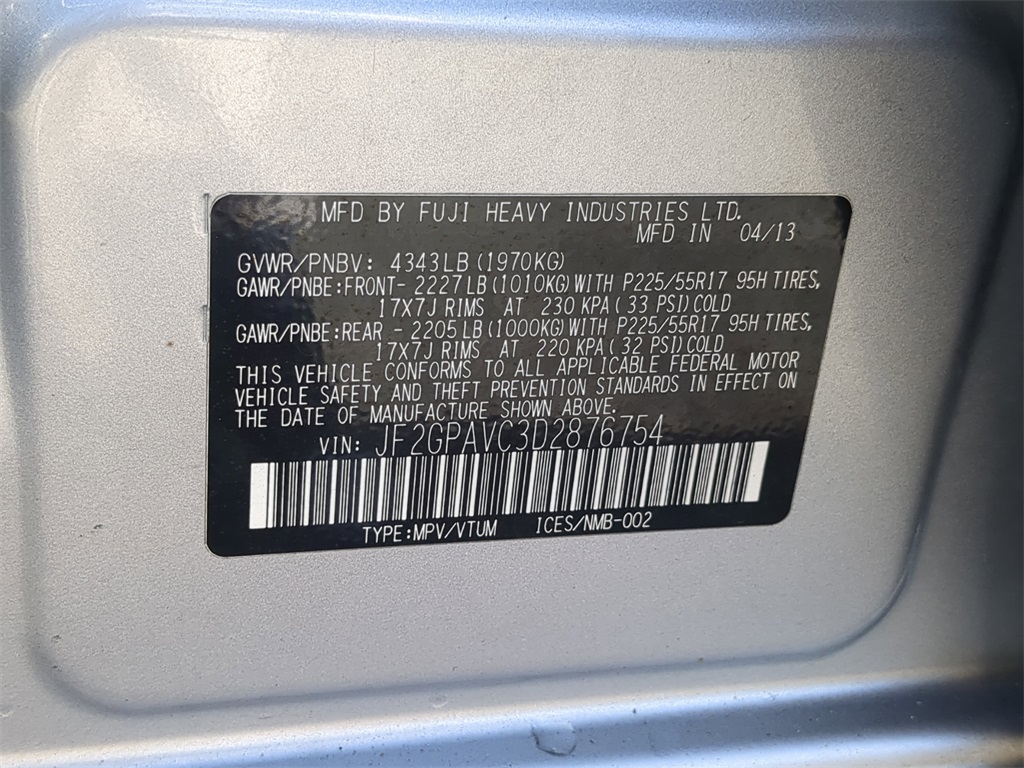 MFD BY FUJI HEAVY INDUSTRIES LTD.
MFD IN 04/13
GVWR/PNBV: 4343LB (1970KG)
GAWR/PNBE:FRONT- 2227LB (1010KG) WITH P225/55R17 95H TIRES,
17X7J RIMS AT 230 KPA ( 33 PSI) COLD
GAWR/PNBE:REAR - 2205 LB (1000KG) WITH P225/55R17 95H TIRES,
17X7J RIMS AT 220 KPA ( 32 PSI) COLD
THIS VEHICLE CONFORMS TO ALL APPLICABLE FEDERAL MOTOR
VEHICLE SAFETY AND THEFT PREVENTION STANDARDS IN EFFECT ON
THE DATE OF MANUFACTURE SHOWN ABOVE.
VIN: JF2GPAVC3D2876754
TYPE:MPV/VTUM ICES/NMB-002